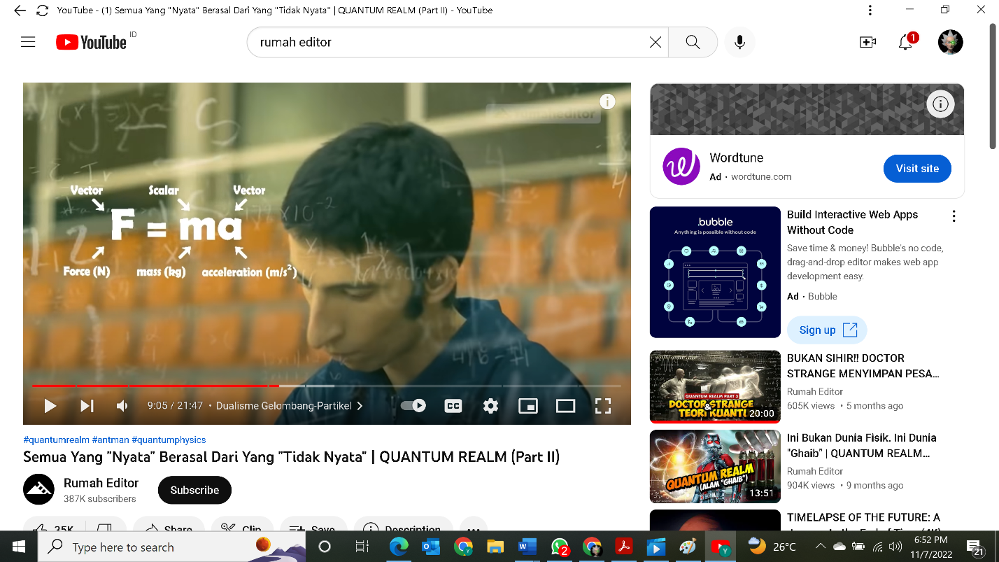 YouTube - (1) Semua Yang "Nyata" Berasal Dari Yang "Tidak Nyata" | QUANTUM REALM (Part II) - YouTube
YouTube ID
rumah editor
1
rumaheditor
Vector Scalar Vector
F = ma
Force (N) mass (kg) acceleration (m/s²)
9:05 / 21:47 • Dualisme Gelombang-Partikel
CC
#quantumrealm #antman #quantumphysics
Semua Yang "Nyata" Berasal Dari Yang "Tidak Nyata" | QUANTUM REALM (Part II)
Rumah Editor
387K subscribers
Subscribe
35K Share Clip Save Description
Wordtune
Ad · wordtune.com
Visit site
.bubble
Anything is possible without code
Build Interactive Web Apps
Without Code
Save time & money! Bubble's no code,
drag-and-drop editor makes web app
development easy.
Ad · Bubble
Sign up
QUANTUM REALM PART 3
DOCTOR STRANGE
&
TEORI KUANTU
20:00
BUKAN SIHIR!! DOCTOR
STRANGE MENYIMPAN PESA...
Rumah Editor
605K views • 5 months ago
QUANTUM REALM
(ALAM "GHAIB")
13:51
Ini Bukan Dunia Fisik. Ini Dunia
"Ghaib" | QUANTUM REALM...
Rumah Editor
904K views • 9 months ago
TIMELAPSE OF THE FUTURE: A
Type here to search
2
26°C
6:52 PM
11/7/2022
21